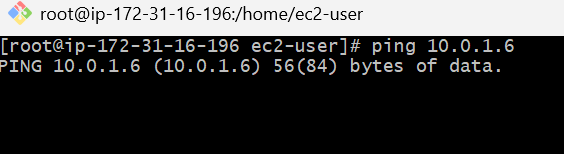 root@ip-172-31-16-196:/home/ec2-user
[root@ip-172-31-16-196 ec2-user]# ping 10.0.1.6
PING 10.0.1.6 (10.0.1.6) 56(84) bytes of data.